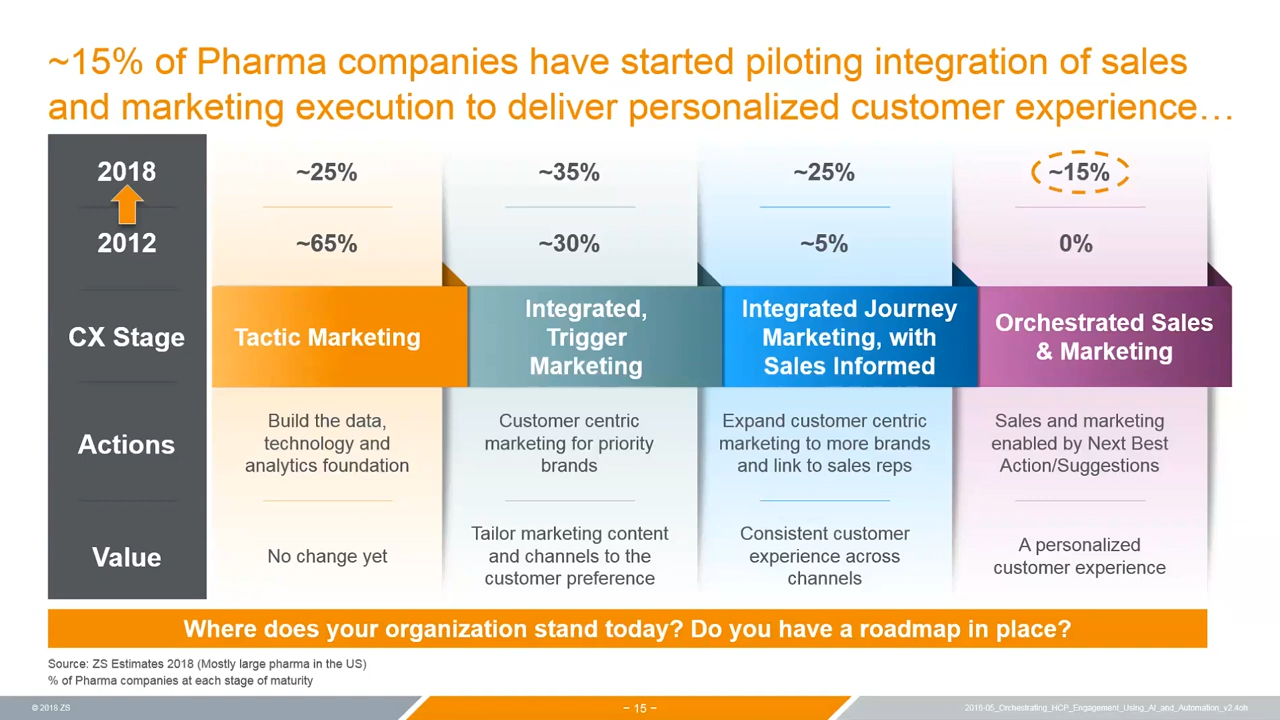 ~15% of Pharma companies have started piloting integration of sales
and marketing execution to deliver personalized customer experience…
2018
~25%
~35%
~25%
~15%
2012
~65%
~30%
~5%
0%
CX Stage
Tactic Marketing
Integrated,
Trigger
Marketing
Integrated Journey
Marketing, with
Sales Informed
Orchestrated Sales
& Marketing
Actions
Build the data,
technology and
analytics foundation
Customer centric
marketing for priority
brands
Expand customer centric
marketing to more brands
and link to sales reps
Sales and marketing
enabled by Next Best
Action/Suggestions
Value
No change yet
Tailor marketing content
and channels to the
customer preference
Consistent customer
experience across
channels
A personalized
customer experience
Where does your organization stand today? Do you have a roadmap in place?
Source: ZS Estimates 2018 (Mostly large pharma in the US)
% of Pharma companies at each stage of maturity
© 2018 ZS
− 15 −
2018-05_Orchestrating_HCP_Engagement_Using_AI_and_Automation_v2.4oh